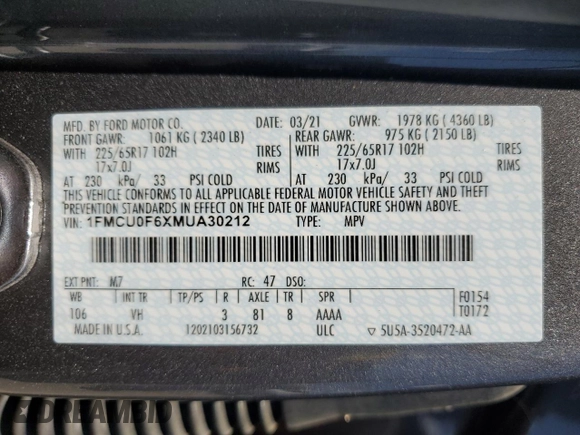 MFD. BY FORD MOTOR CO. DATE: 03/21 GVWR: 1978 KG ( 4360 LB)
FRONT GAWR: 1061 KG ( 2340 LB) REAR GAWR: 975 KG ( 2150 LB)
WITH 225/65R17 102H TIRES WITH 225/65R17 102H TIRES
17x7.0J RIMS 17x7.0J RIMS
AT 230 kPa/ 33 PSI COLD AT 230 kPa/ 33 PSI COLD
THIS VEHICLE CONFORMS TO ALL APPLICABLE FEDERAL MOTOR VEHICLE SAFETY AND THEFT
PREVENTION STANDARDS IN EFFECT ON THE DATE OF MANUFACTURE SHOWN ABOVE.
VIN: 1FMCU0F6XMUA30212 TYPE: MPV
EXT PNT: M7 RC: 47 DSO:
WB INT TR TP/PS R AXLE TR SPR F0154
106 VH 3 81 8 AAAA T0172
MADE IN U.S.A. 1202103156732 ULC 5U5A-3520472-AA
DREAMBID